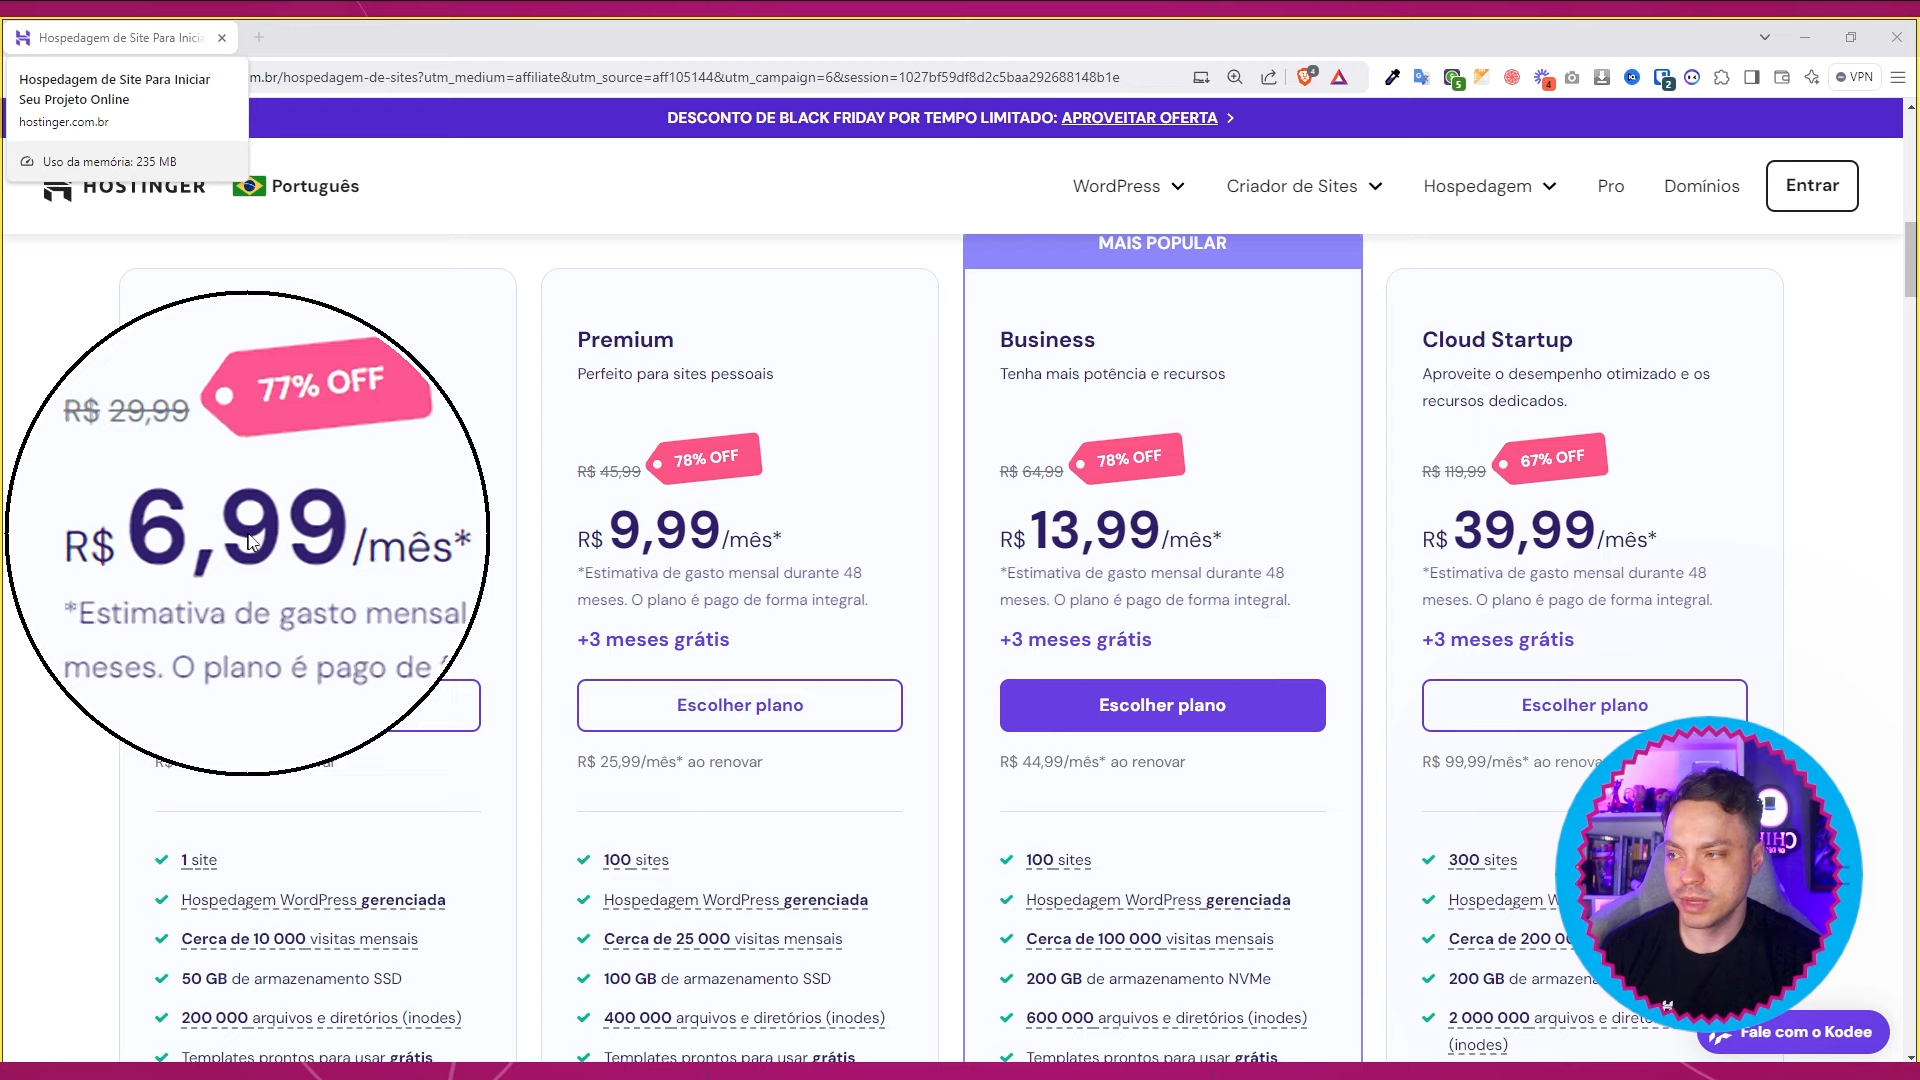 Hospedagem de Site Para Inicia
Hospedagem de Site Para Iniciar
Seu Projeto Online
hostinger.com.br
Uso da memória: 235 MB
m.br/hospedagem-de-sites?utm_medium=affiliate&utm_source=aff105144&utm_campaign=6&session=1027bf59df8d2c5baa292688148b1e
4
5
4
2
VPN
DESCONTO DE BLACK FRIDAY POR TEMPO LIMITADO: APROVEITAR OFERTA
HOSTINGER
Português
WordPress
Criador de Sites
Hospedagem
Pro
Domínios
Entrar
R$ 29,99
77% OFF
R$ 6,99/mês*
*Estimativa de gasto mensal
meses. O plano é pago de
1 site
Hospedagem WordPress gerenciada
Cerca de 10 000 visitas mensais
50 GB de armazenamento SSD
200 000 arquivos e diretórios (inodes)
Templates prontos para usar grátis
Premium
Perfeito para sites pessoais
R$ 45,99
78% OFF
R$ 9,99/mês*
*Estimativa de gasto mensal durante 48
meses. O plano é pago de forma integral.
+3 meses grátis
Escolher plano
R$ 25,99/mês* ao renovar
100 sites
Hospedagem WordPress gerenciada
Cerca de 25 000 visitas mensais
100 GB de armazenamento SSD
400 000 arquivos e diretórios (inodes)
Templates prontos para usar grátis
MAIS POPULAR
Business
Tenha mais potência e recursos
R$ 64,99
78% OFF
R$ 13,99/mês*
*Estimativa de gasto mensal durante 48
meses. O plano é pago de forma integral.
+3 meses grátis
Escolher plano
R$ 44,99/mês* ao renovar
100 sites
Hospedagem WordPress gerenciada
Cerca de 100 000 visitas mensais
200 GB de armazenamento NVMe
600 000 arquivos e diretórios (inodes)
Templates prontos para usar grátis
Cloud Startup
Aproveite o desempenho otimizado e os
recursos dedicados.
R$ 119,99
67% OFF
R$ 39,99/mês*
*Estimativa de gasto mensal durante 48
meses. O plano é pago de forma integral.
+3 meses grátis
Escolher plano
R$ 99,99/mês* ao renova
300 sites
Hospedagem W
Cerca de 200 0
200 GB de armazen
2 000 000 arquivos e diret
(inodes)
Fale com o Kodee